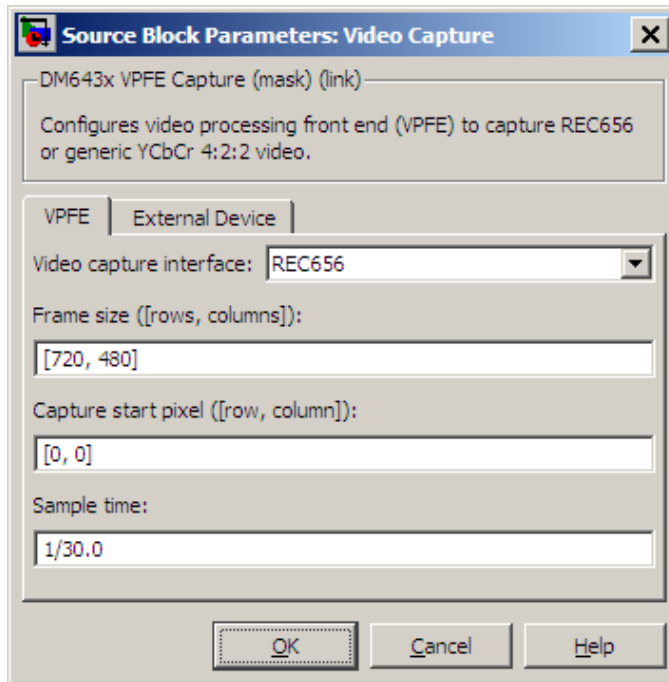 Source Block Parameters: Video Capture
DM643x VPFE Capture (mask) (link)
Configures video processing front end (VPFE) to capture REC656
or generic YCbCr 4:2:2 video.
VPFE External Device
Video capture interface: REC656
Frame size ([rows, columns]):
[720, 480]
Capture start pixel ([row, column]):
[0, 0]
Sample time:
1/30.0
OK Cancel Help